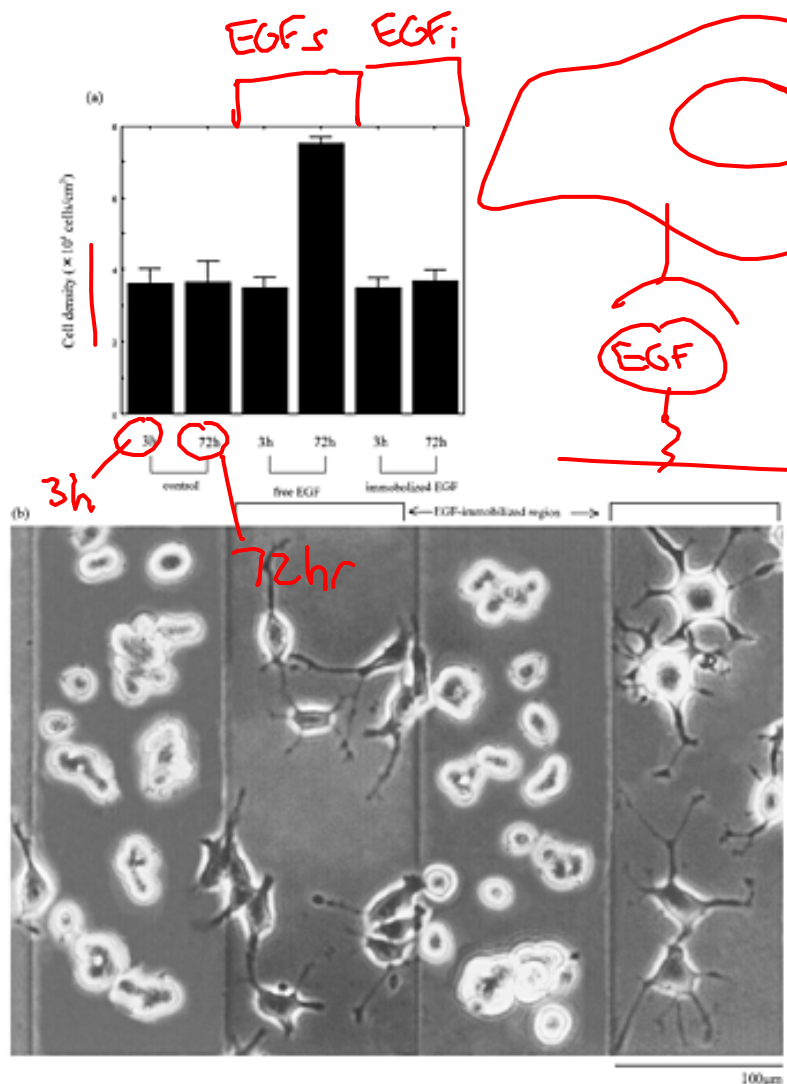 EGFs EGFi
(a)
Cell density (×10⁴ cells/cm²)
8
6
4
2
0
EGF
3h 72h 3h 72h 3h 72h
control free EGF immobolized EGF
3h
72hr
(b)
EGF-immobilized region
100μm